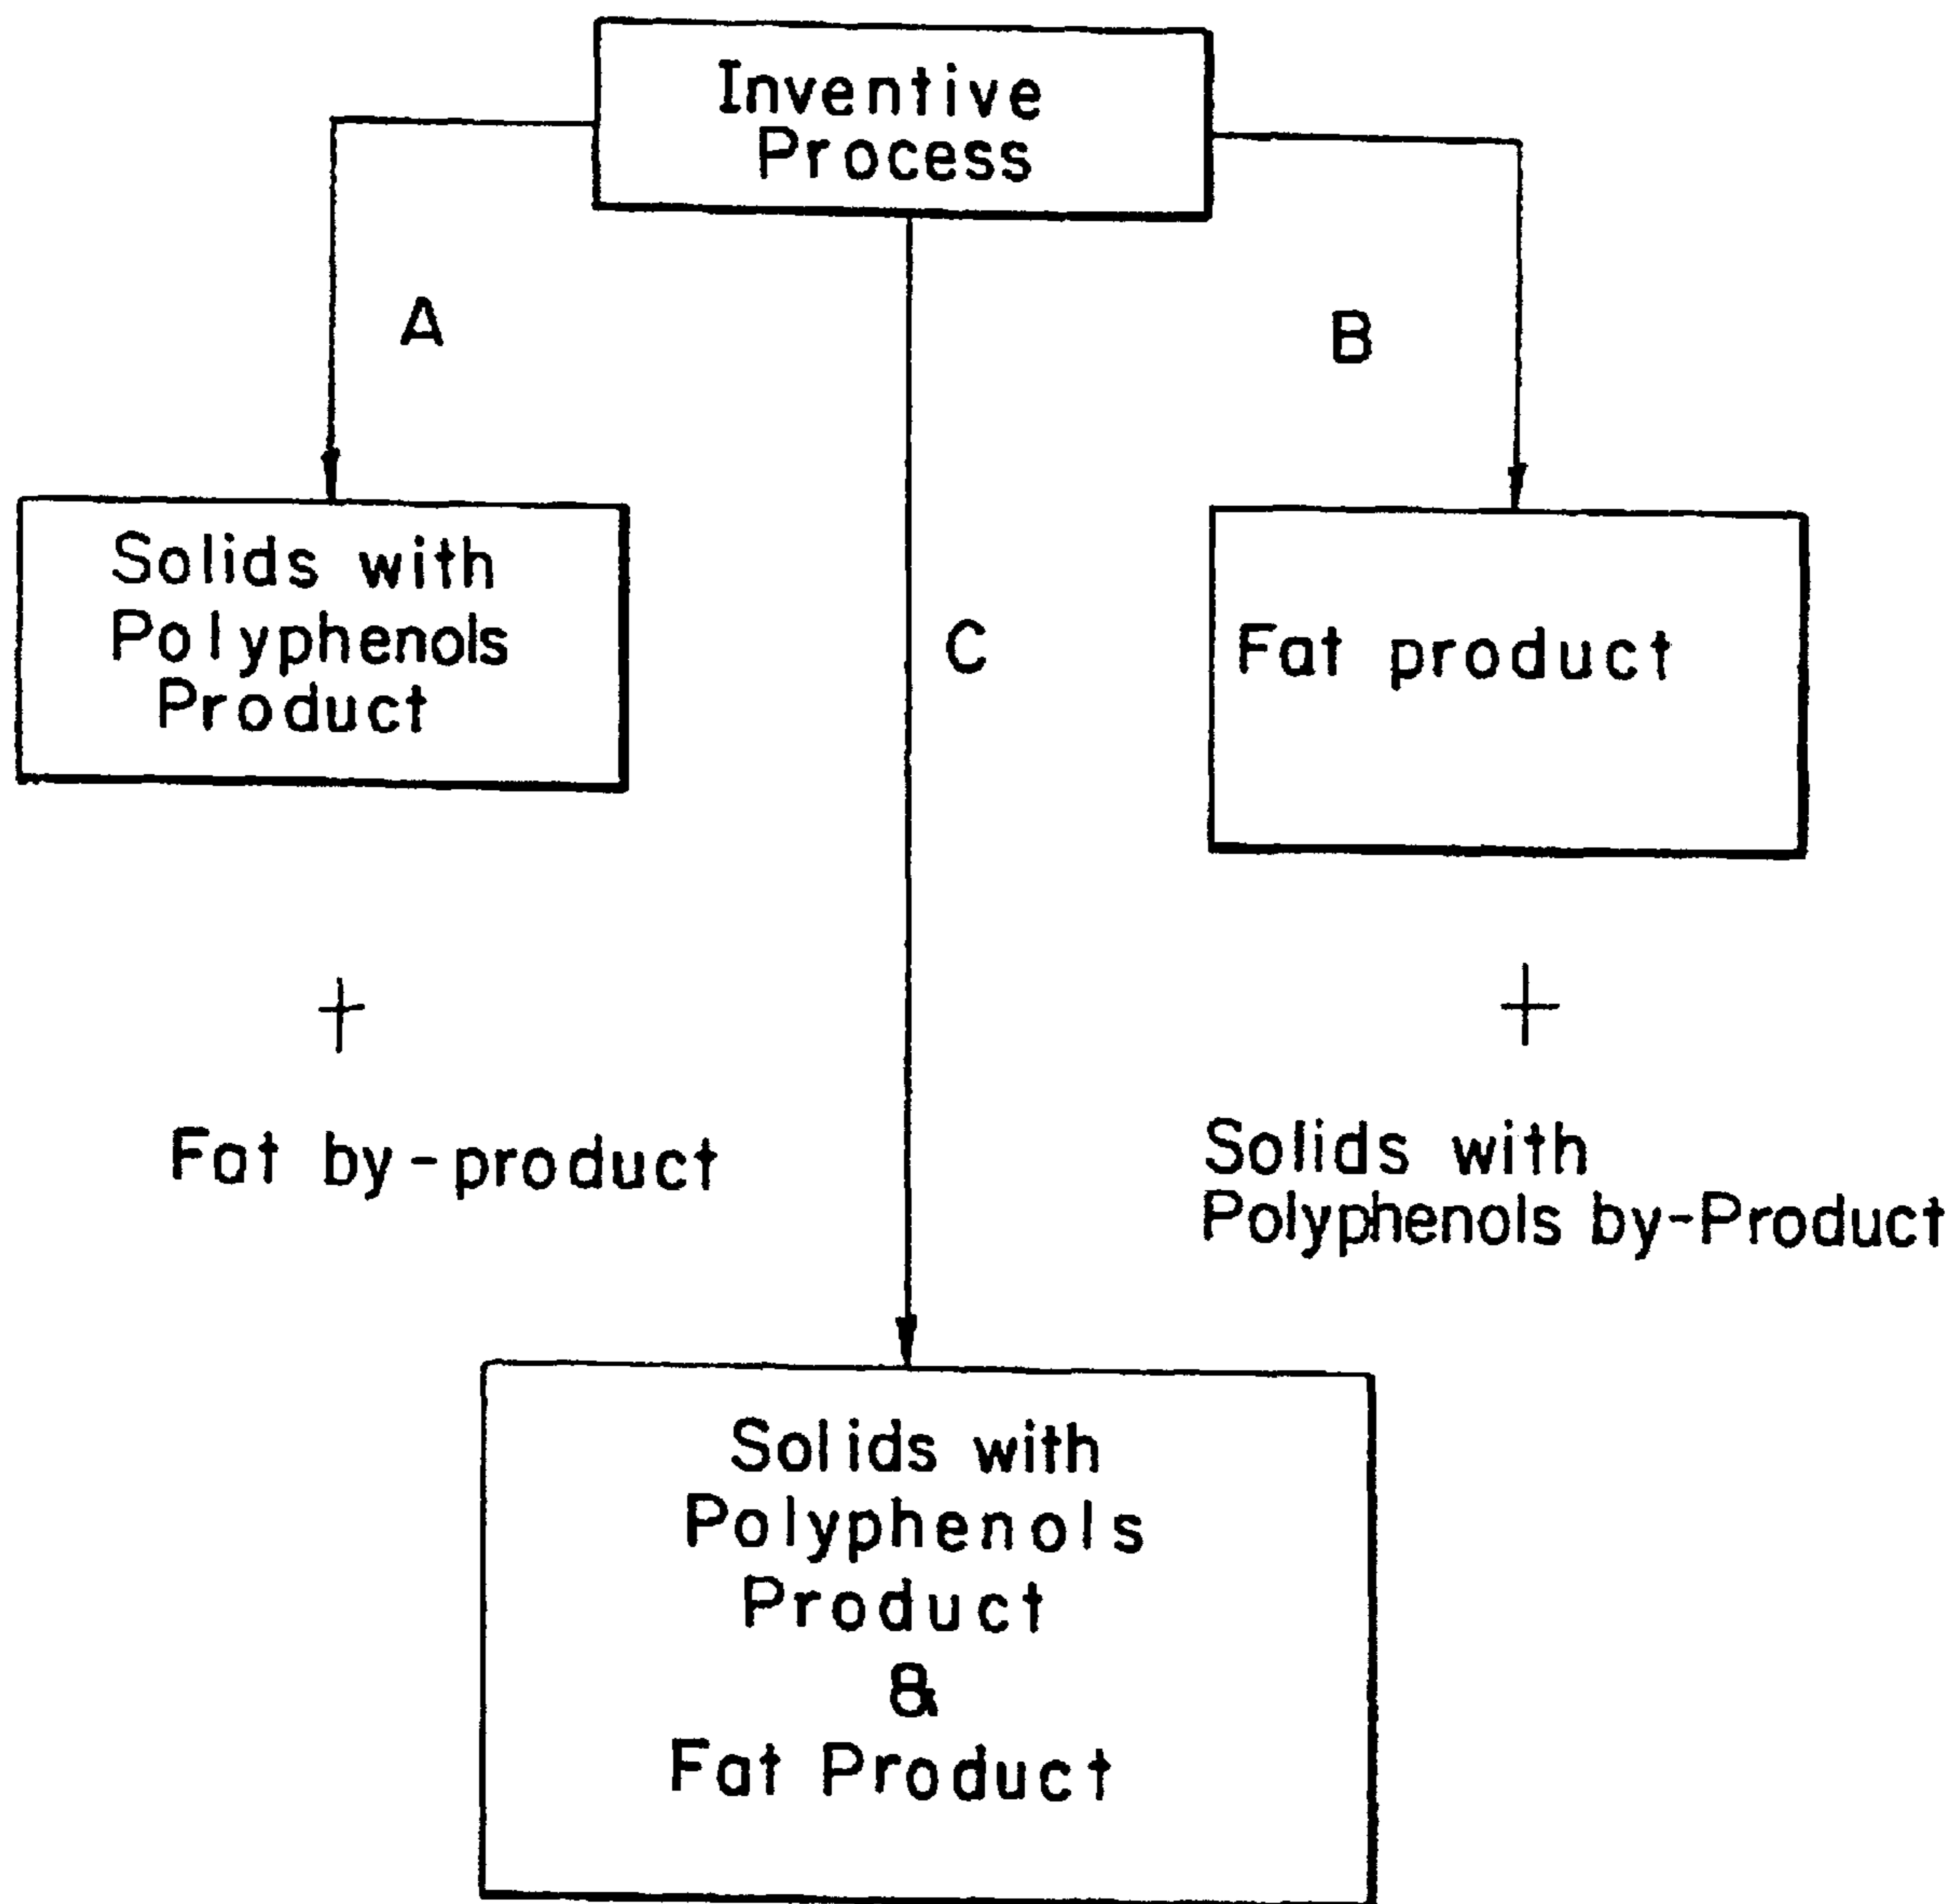 Inventive
Process
A
B
Solids with
Polyphenols
Product
C
Fat product
+
+
Fat by-product
Solids with
Polyphenols by-Product
Solids with
Polyphenols
Product
&
Fat Product